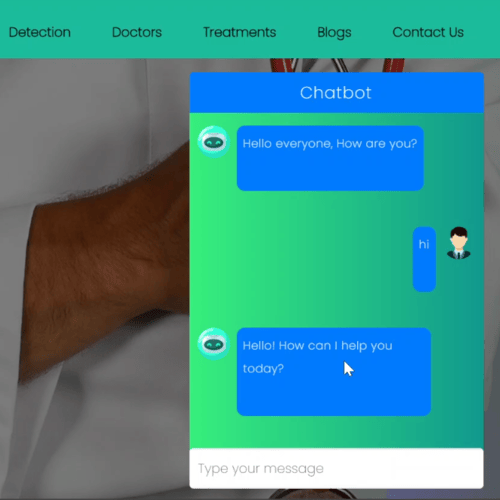 Detection Doctors Treatments Blogs Contact Us
Chatbot
Hello everyone, How are you?
hi
Hello! How can I help you
today?
Type your message